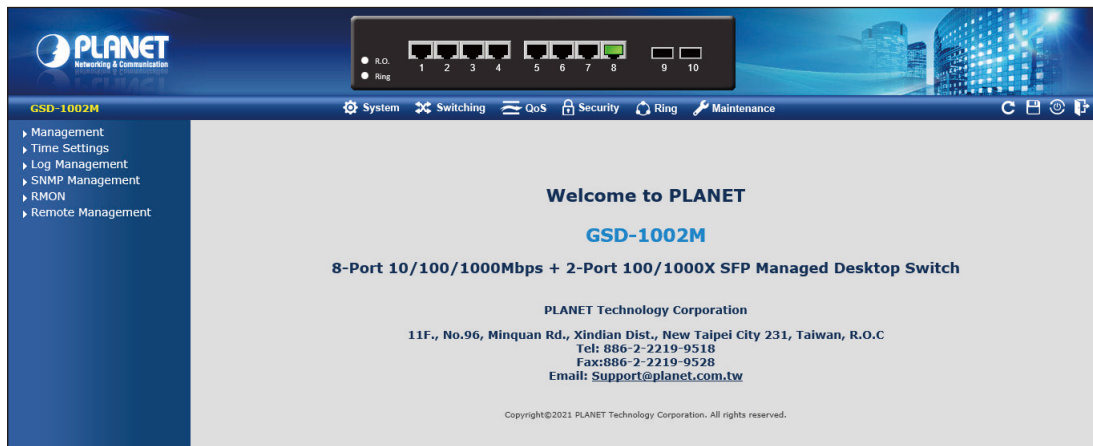 PLANET
Networking & Communication
R.O.
Ring
1 2 3 4 5 6 7 8 9 10
GSD-1002M
System Switching QoS Security Ring Maintenance
Management
Time Settings
Log Management
SNMP Management
RMON
Remote Management
Welcome to PLANET
GSD-1002M
8-Port 10/100/1000Mbps + 2-Port 100/1000X SFP Managed Desktop Switch
PLANET Technology Corporation
11F., No.96, Minquan Rd., Xindian Dist., New Taipei City 231, Taiwan, R.O.C
Tel: 886-2-2219-9518
Fax:886-2-2219-9528
Email: Support@planet.com.tw
Copyright©2021 PLANET Technology Corporation. All rights reserved.